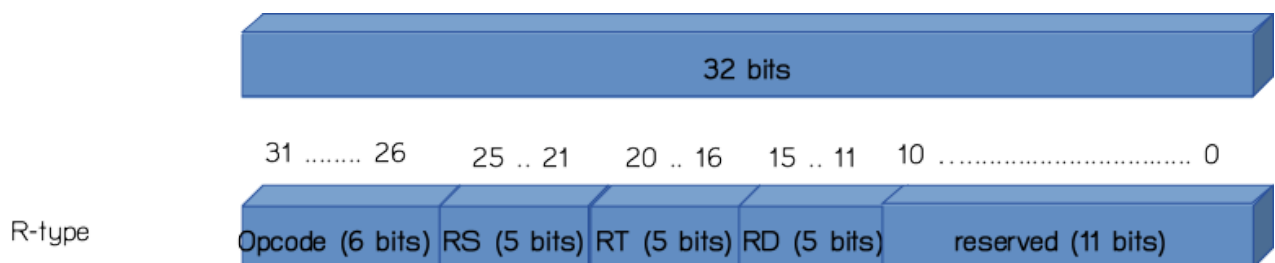 32 bits
31 ........ 26 25 .. 21 20 .. 16 15 .. 11 10 ................................... 0
R-type Opcode (6 bits) RS (5 bits) RT (5 bits) RD (5 bits) reserved (11 bits)